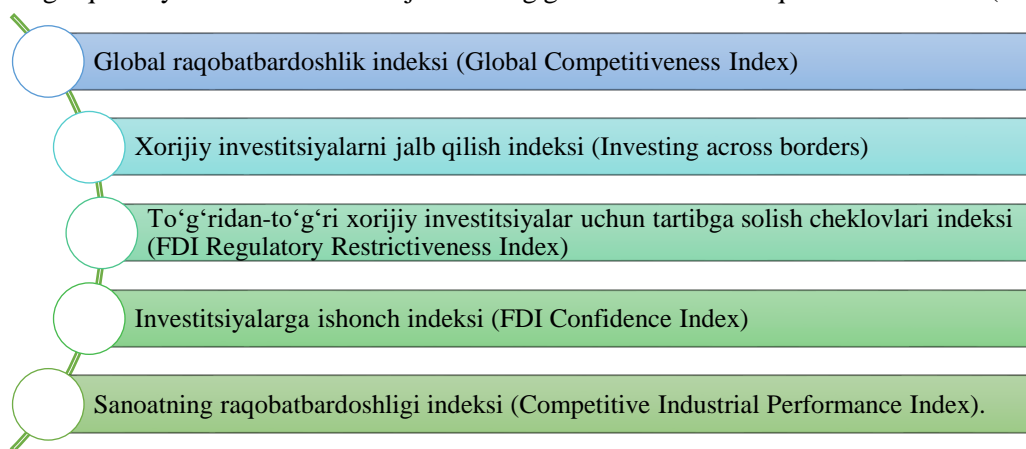 Global raqobatbardoshlik indeksi (Global Competitiveness Index)
Xorijiy investitsiyalarni jalb qilish indeksi (Investing across borders)
To‘g‘ridan-to‘g‘ri xorijiy investitsiyalar uchun tartibga solish cheklovlari indeksi
(FDI Regulatory Restrictiveness Index)
Investitsiyalarga ishonch indeksi (FDI Confidence Index)
Sanoatning raqobatbardoshligi indeksi (Competitive Industrial Performance Index).